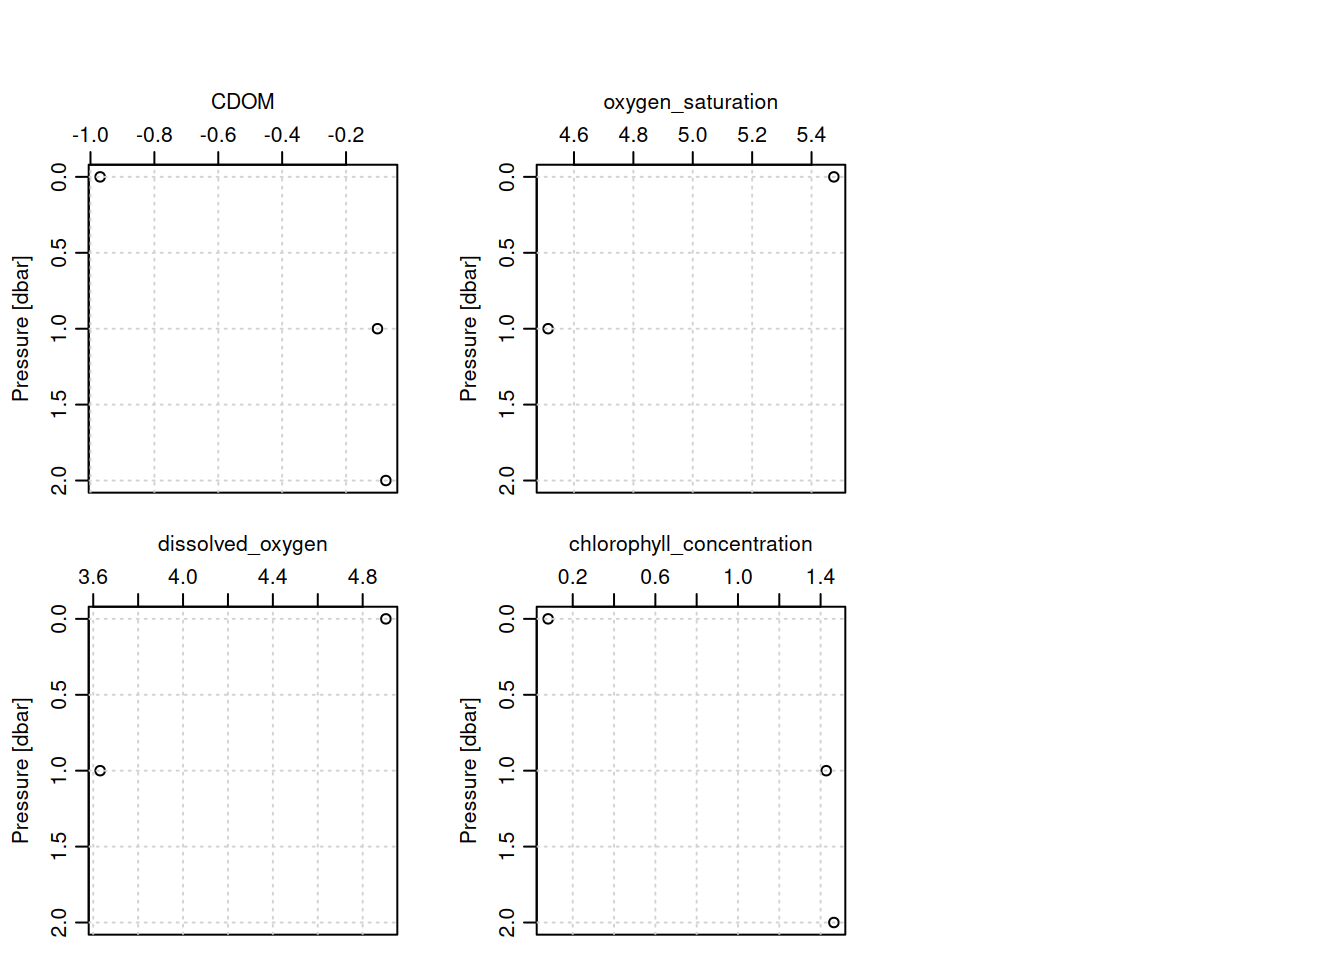 CDOM
-1.0 -0.8 -0.6 -0.4 -0.2
0.0
0.5
1.0
1.5
2.0
Pressure [dbar]
oxygen_saturation
4.6 4.8 5.0 5.2 5.4
0.0
0.5
1.0
1.5
2.0
Pressure [dbar]
dissolved_oxygen
3.6 4.0 4.4 4.8
0.0
0.5
1.0
1.5
2.0
Pressure [dbar]
chlorophyll_concentration
0.2 0.6 1.0 1.4
0.0
0.5
1.0
1.5
2.0
Pressure [dbar]